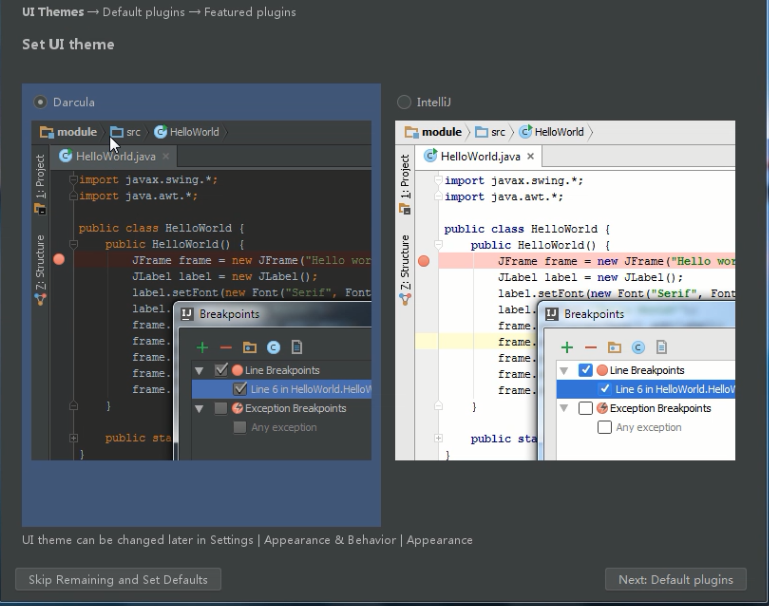 UI Themes → Default plugins → Featured plugins
Set UI theme
Darcula
module src HelloWorld
HelloWorld.java ×
1: Project
Z: Structure
import javax.swing.*;
import java.awt.*;
public class HelloWorld {
public HelloWorld() {
JFrame frame = new JFrame("Hello wor
JLabel label = new JLabel();
label.setFont(new Font("Serif", Font
label.
frame.
frame.
frame.
frame.
frame.
}
public sta
}
Breakpoints
Line Breakpoints
Line 6 in HelloWorld.HelloW
Exception Breakpoints
Any exception
IntelliJ
module src HelloWorld
HelloWorld.java ×
1: Project
Z: Structure
import javax.swing.*;
import java.awt.*;
public class HelloWorld {
public HelloWorld() {
JFrame frame = new JFrame("Hello wor
JLabel label = new JLabel();
label.setFont(new Font("Serif", Font
label.
frame.
frame.
frame.
frame.
frame.
}
public sta
}
Breakpoints
Line Breakpoints
Line 6 in HelloWorld.HelloW
Exception Breakpoints
Any exception
UI theme can be changed later in Settings | Appearance & Behavior | Appearance
Skip Remaining and Set Defaults
Next: Default plugins